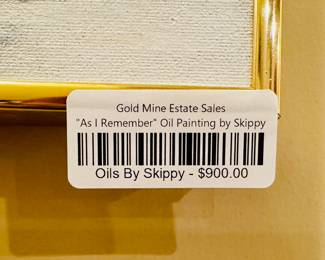 Gold Mine Estate Sales
"As I Remember" Oil Painting by Skippy
Oils By Skippy - $900.00